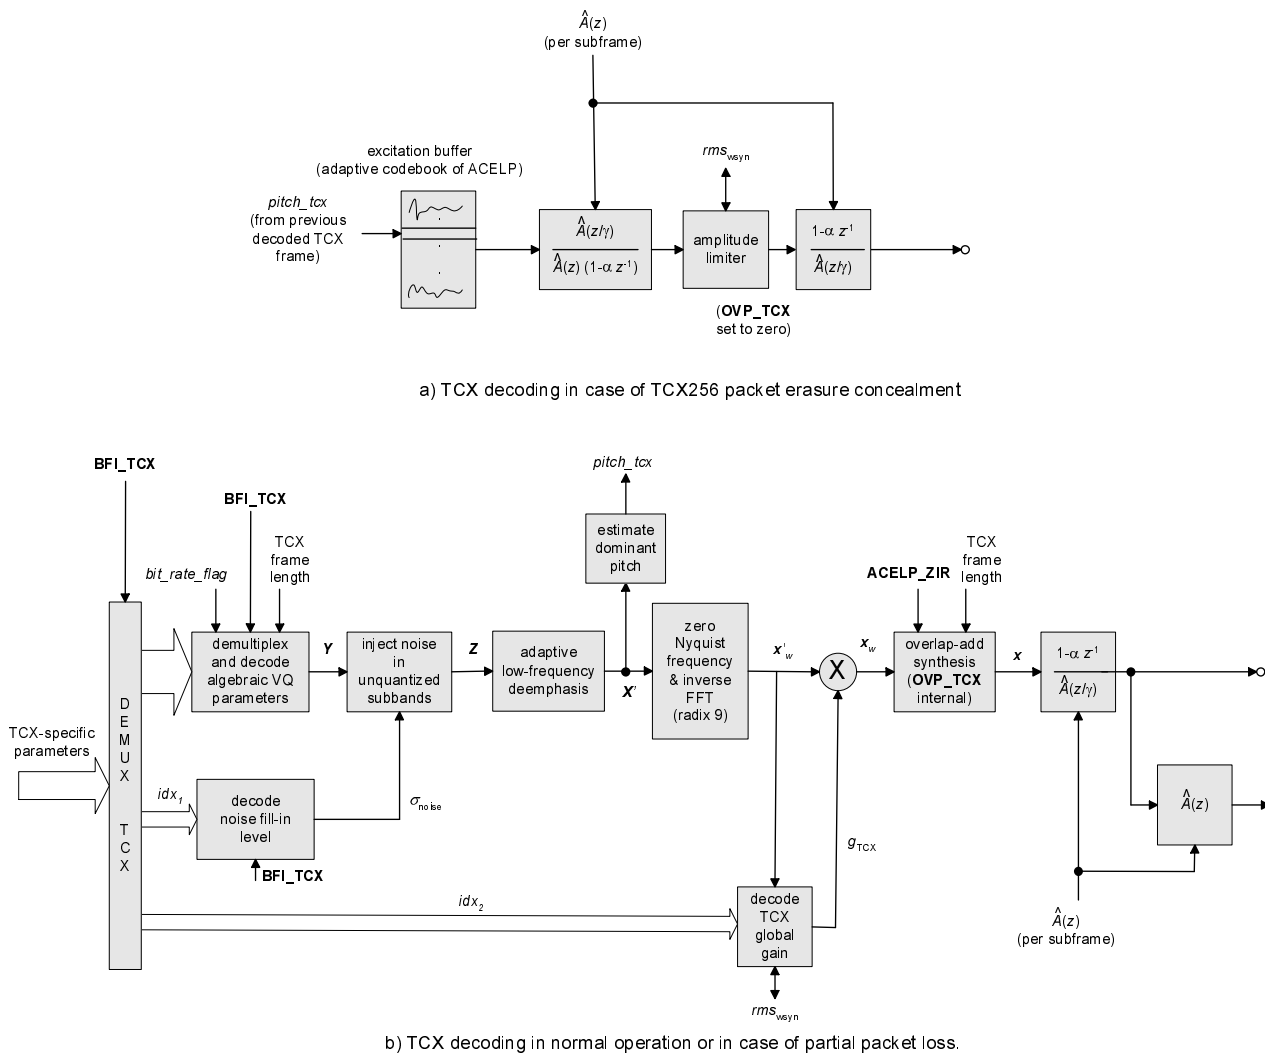 Â(z)
(per subframe)
excitation buffer
(adaptive codebook of ACELP)
rms_wsyn
pitch_tcx
(from previous
decoded TCX
frame)
Â(z/γ)
Â(z) (1-α z⁻¹)
amplitude
limiter
1-α z⁻¹
Â(z/γ)
(OVP_TCX
set to zero)
a) TCX decoding in case of TCX256 packet erasure concealment
BFI_TCX
pitch_tcx
BFI_TCX
TCX
frame
length
bit_rate_flag
estimate
dominant
pitch
ACELP_ZIR
TCX
frame
length
demultiplex
and decode
algebraic VQ
parameters
Y
inject noise
in
unquantized
subbands
Z
adaptive
low-frequency
deemphasis
X'
zero
Nyquist
frequency
& inverse
FFT
(radix 9)
x'_w
X
x_w
overlap-add
synthesis
(OVP_TCX
internal)
x
1-α z⁻¹
Â(z/γ)
DEMUX TCX
TCX-specific
parameters
idx₁
decode
noise fill-in
level
σ_noise
BFI_TCX
Â(z)
g_TCX
idx₂
decode
TCX
global
gain
Â(z)
(per subframe)
rms_wsyn
b) TCX decoding in normal operation or in case of partial packet loss.